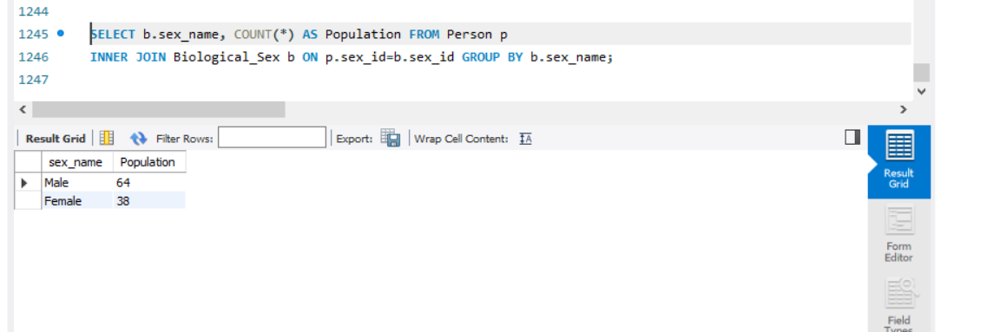 1244
1245 SELECT b.sex_name, COUNT(*) AS Population FROM Person p
1246 INNER JOIN Biological_Sex b ON p.sex_id=b.sex_id GROUP BY b.sex_name;
1247
Result Grid Filter Rows: Export: Wrap Cell Content: IA
sex_name Population
Male 64
Female 38
Result
Grid
Form
Editor
Field
Types